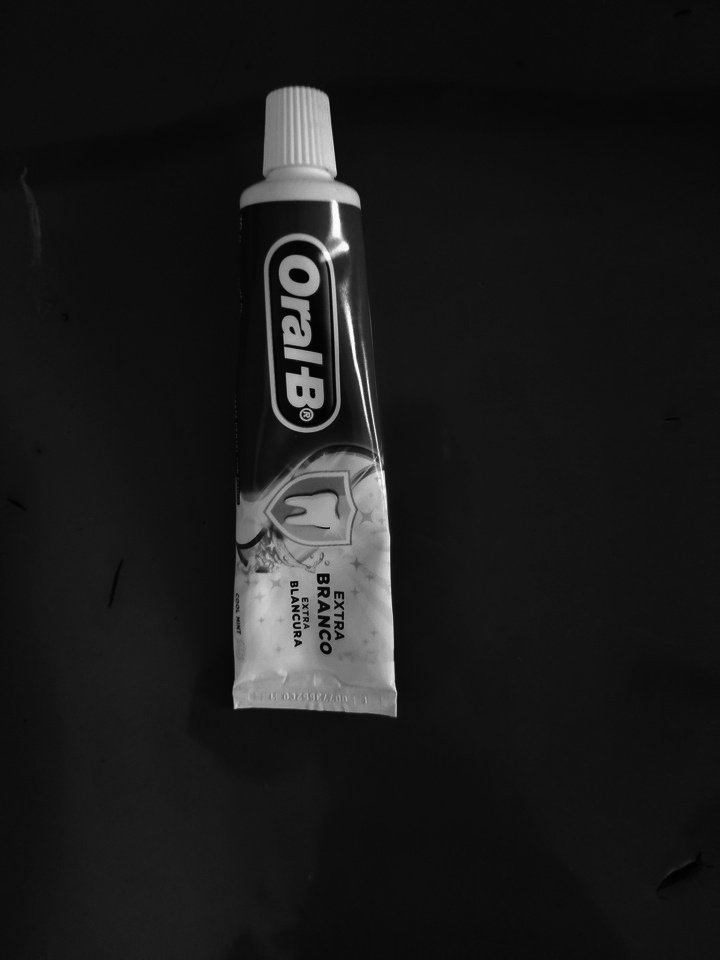 Oral-B®
EXTRA
BRANCO
EXTRA
BLANCURA
COOL MINT